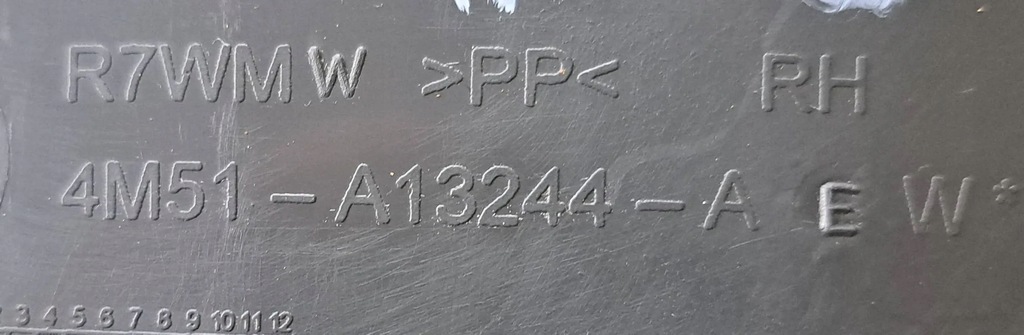 R7WMW >PP< RH
4M51-A13244-A E W*
3 4 5 6 7 8 9 10 11 12